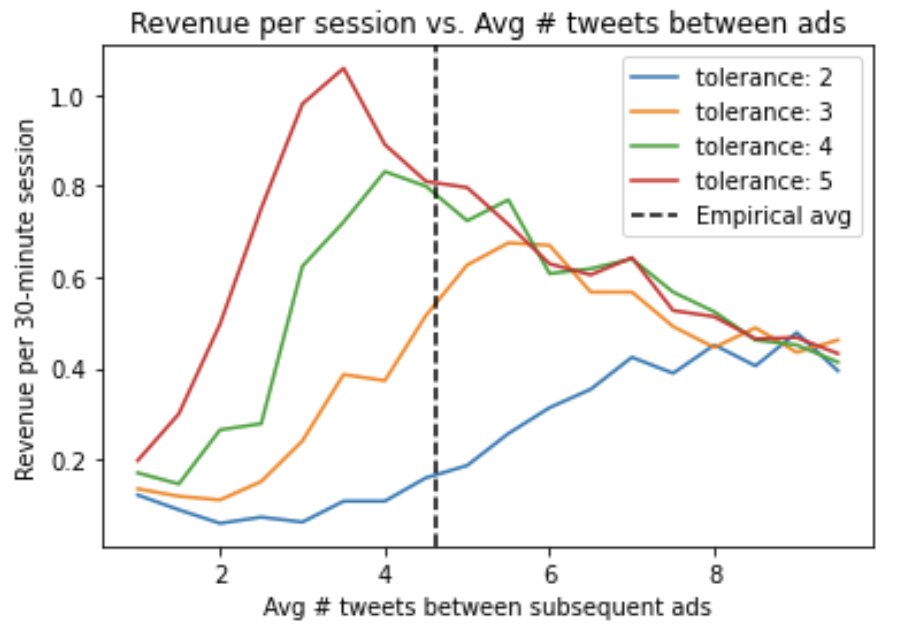 Revenue per session vs. Avg # tweets between ads
tolerance: 2
tolerance: 3
tolerance: 4
tolerance: 5
Empirical avg
Revenue per 30-minute session
1.0
0.8
0.6
0.4
0.2
2 4 6 8
Avg # tweets between subsequent ads